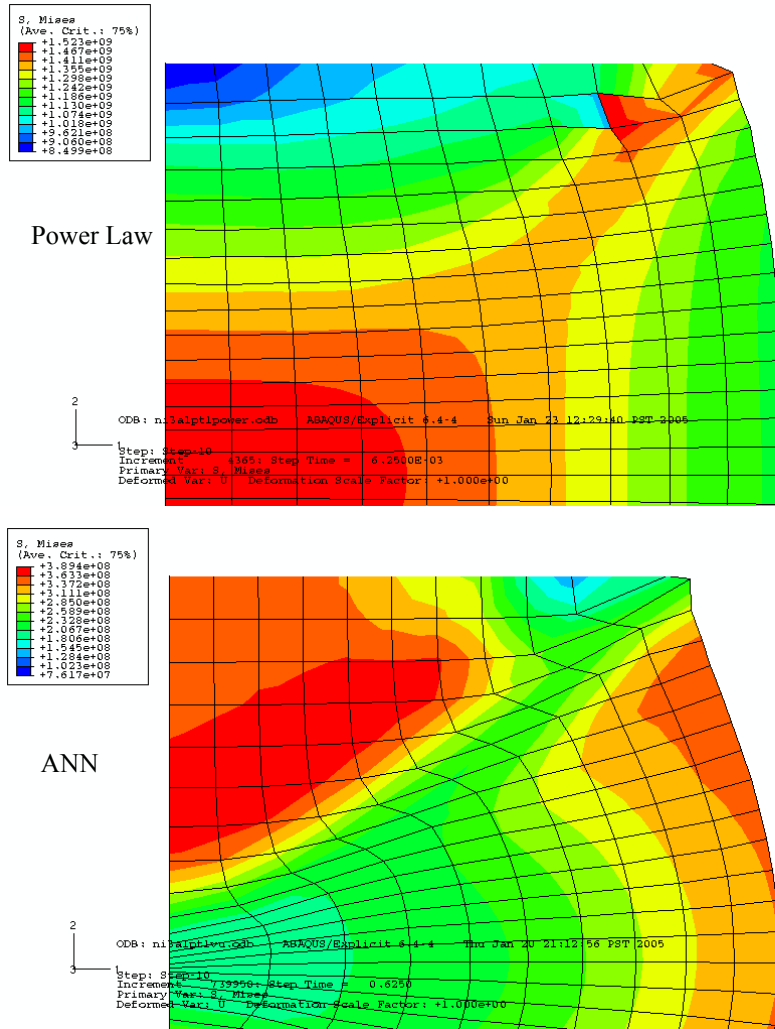 S, Mises
(Ave. Crit.: 75%)
+1.523e+09
+1.467e+09
+1.411e+09
+1.355e+09
+1.298e+09
+1.242e+09
+1.186e+09
+1.130e+09
+1.074e+09
+1.018e+09
+9.621e+08
+9.060e+08
+8.499e+08
Power Law
2
3 1
ODB: ni3alpt1power.odb ABAQUS/Explicit 6.4-4 Sun Jan 23 12:29:40 PST 2005
Step: Step-10
Increment 4365: Step Time = 6.2500E-03
Primary Var: S, Mises
Deformed Var: U Deformation Scale Factor: +1.000e+00
S, Mises
(Ave. Crit.: 75%)
+3.894e+08
+3.633e+08
+3.372e+08
+3.111e+08
+2.850e+08
+2.589e+08
+2.328e+08
+2.067e+08
+1.806e+08
+1.545e+08
+1.284e+08
+1.023e+08
+7.617e+07
ANN
2
3 1
ODB: ni3alpt1vu.odb ABAQUS/Explicit 6.4-4 Thu Jan 20 21:12:56 PST 2005
Step: Step-10
Increment 739950: Step Time = 0.6250
Primary Var: S, Mises
Deformed Var: U Deformation Scale Factor: +1.000e+00